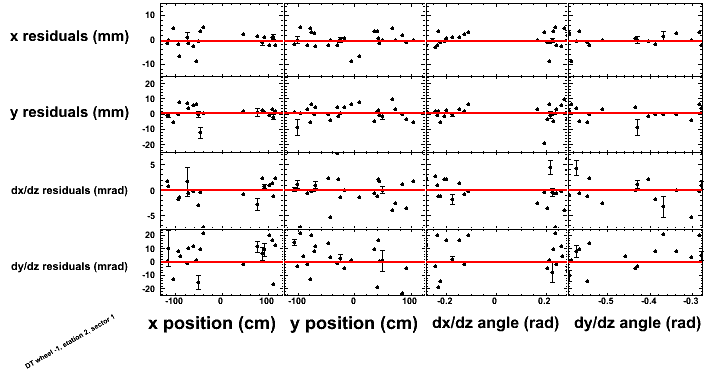 x residuals (mm)
10
0
-10
y residuals (mm)
20
10
0
-10
-20
dx/dz residuals (mrad)
5
0
-5
dy/dz residuals (mrad)
20
10
0
-10
-20
-100 0 100 -100 0 100 -0.2 0 0.2 -0.5 -0.4 -0.3
x position (cm) y position (cm) dx/dz angle (rad) dy/dz angle (rad)
DT wheel -1, station 2, sector 1